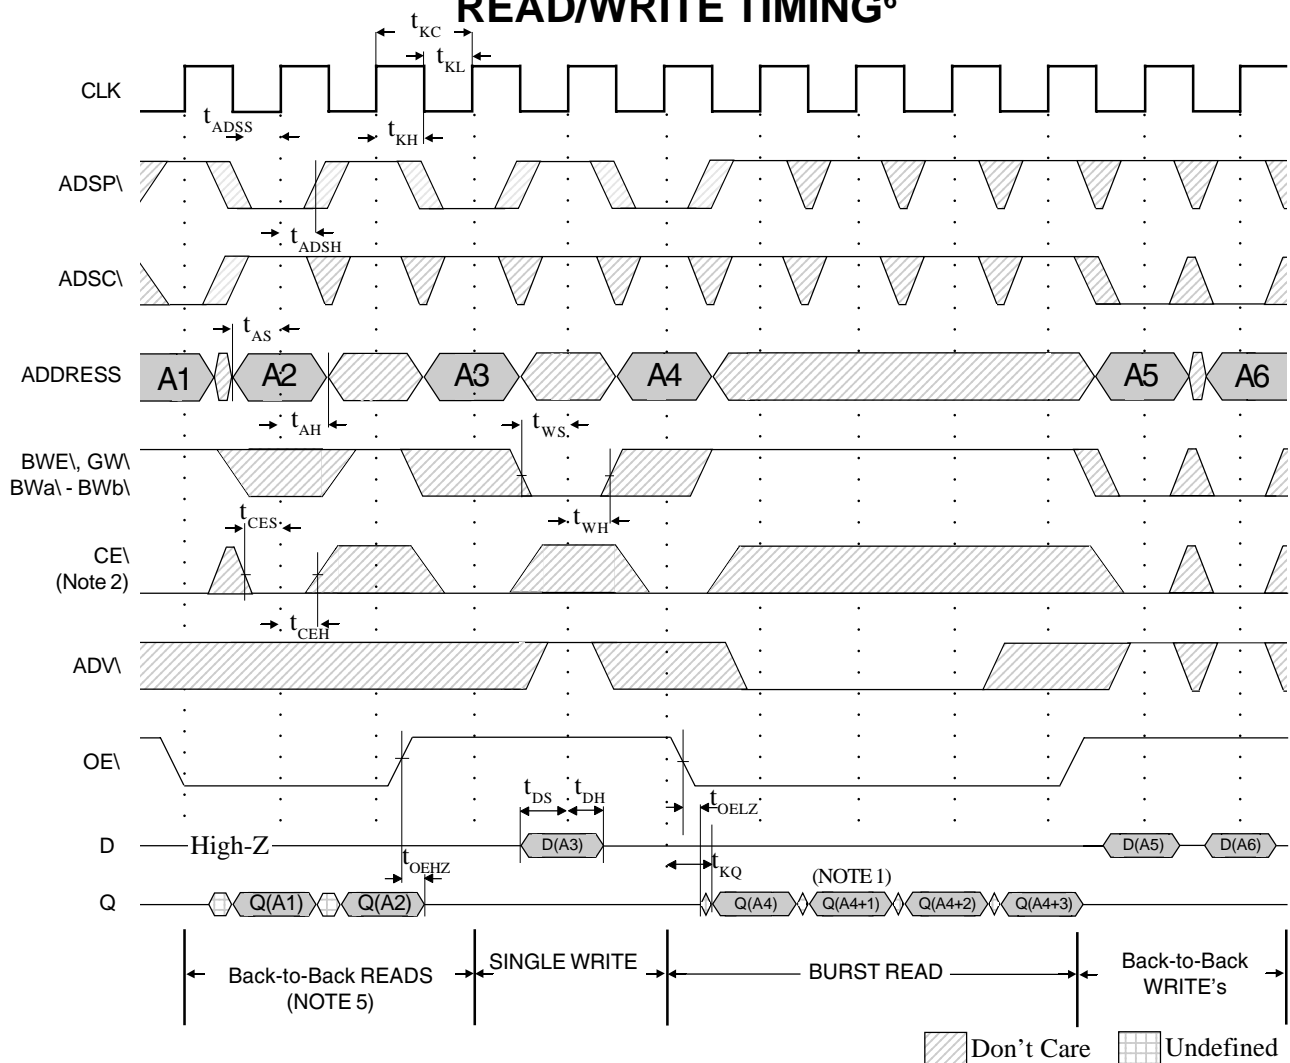 READ/WRITE TIMING6
tKC
tKL
CLK
tADSS
tKH
ADSP\
tADSH
ADSC\
tAS
ADDRESS A1 A2 A3 A4 A5 A6
tAH
tWS
BWE\, GW\
BWa\ - BWb\
tCES
tWH
CE\
(Note 2)
tCEH
ADV\
OE\
tDS tDH
tOELZ
D High-Z D(A3) D(A5) D(A6)
tOEHZ
tKQ
(NOTE 1)
Q Q(A1) Q(A2) Q(A4) Q(A4+1) Q(A4+2) Q(A4+3)
Back-to-Back READS
(NOTE 5)
SINGLE WRITE
BURST READ
Back-to-Back
WRITE's
Don't Care Undefined